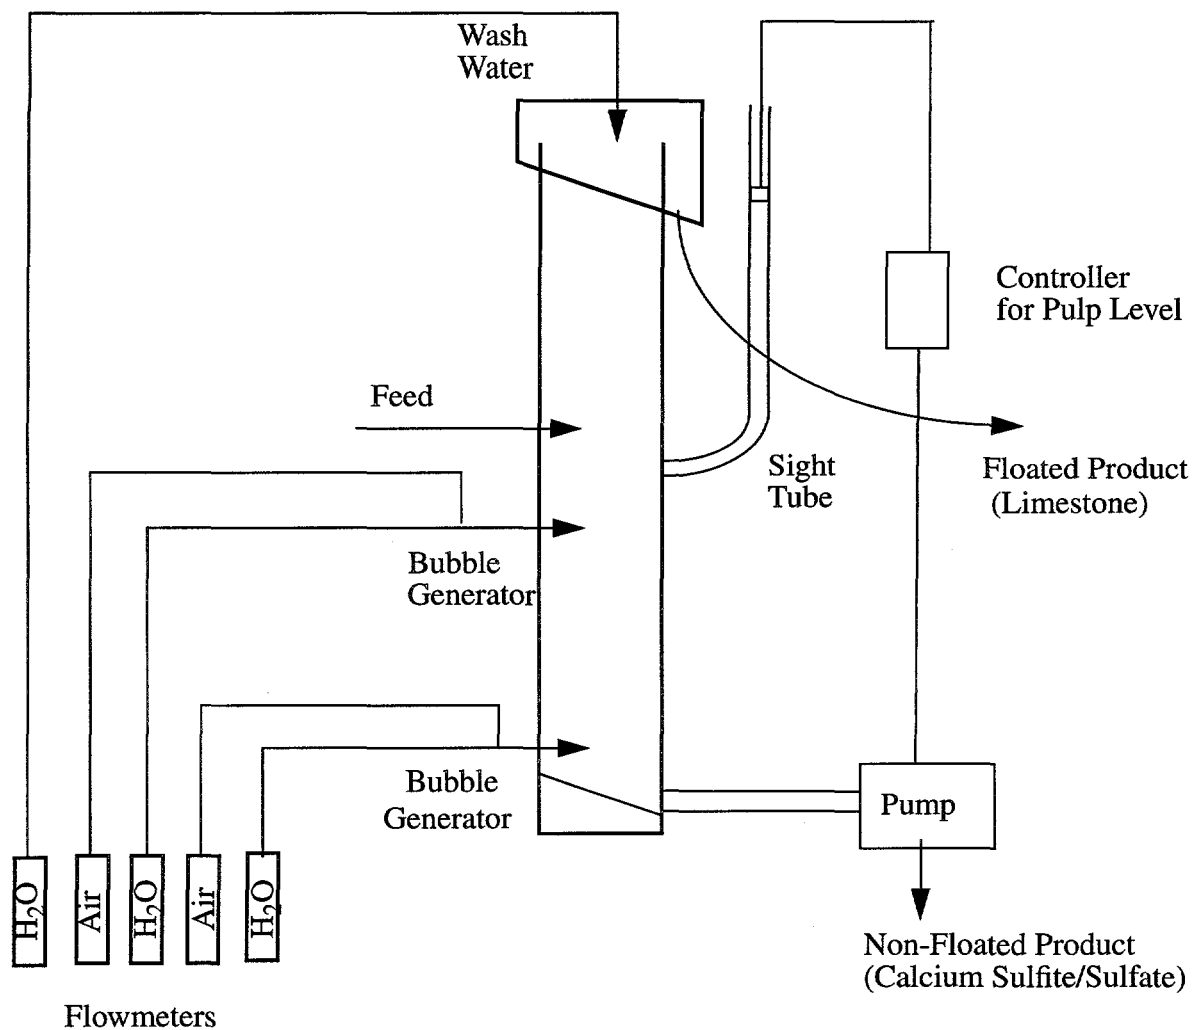 Wash
Water
Controller
for Pulp Level
Feed
Sight
Tube
Floated Product
(Limestone)
Bubble
Generator
Bubble
Generator
Pump
H₂O
Air
H₂O
Air
H₂O
Non-Floated Product
(Calcium Sulfite/Sulfate)
Flowmeters